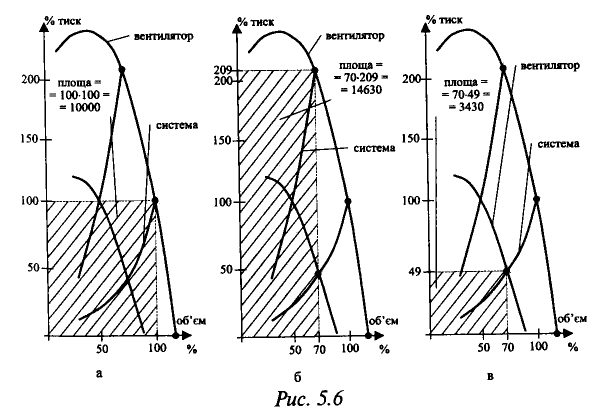 % тиск
вентилятор
200
площа =
= 100·100 =
= 10000
система
150
100
50
об'єм
50
100
%
а
% тиск
вентилятор
209
200
площа =
= 70·209 =
= 14630
150
система
100
50
об'єм
50
70
100
%
б
% тиск
вентилятор
200
площа =
= 70·49 =
= 3430
система
150
100
49
об'єм
50
70
100
%
в
Рис. 5.6